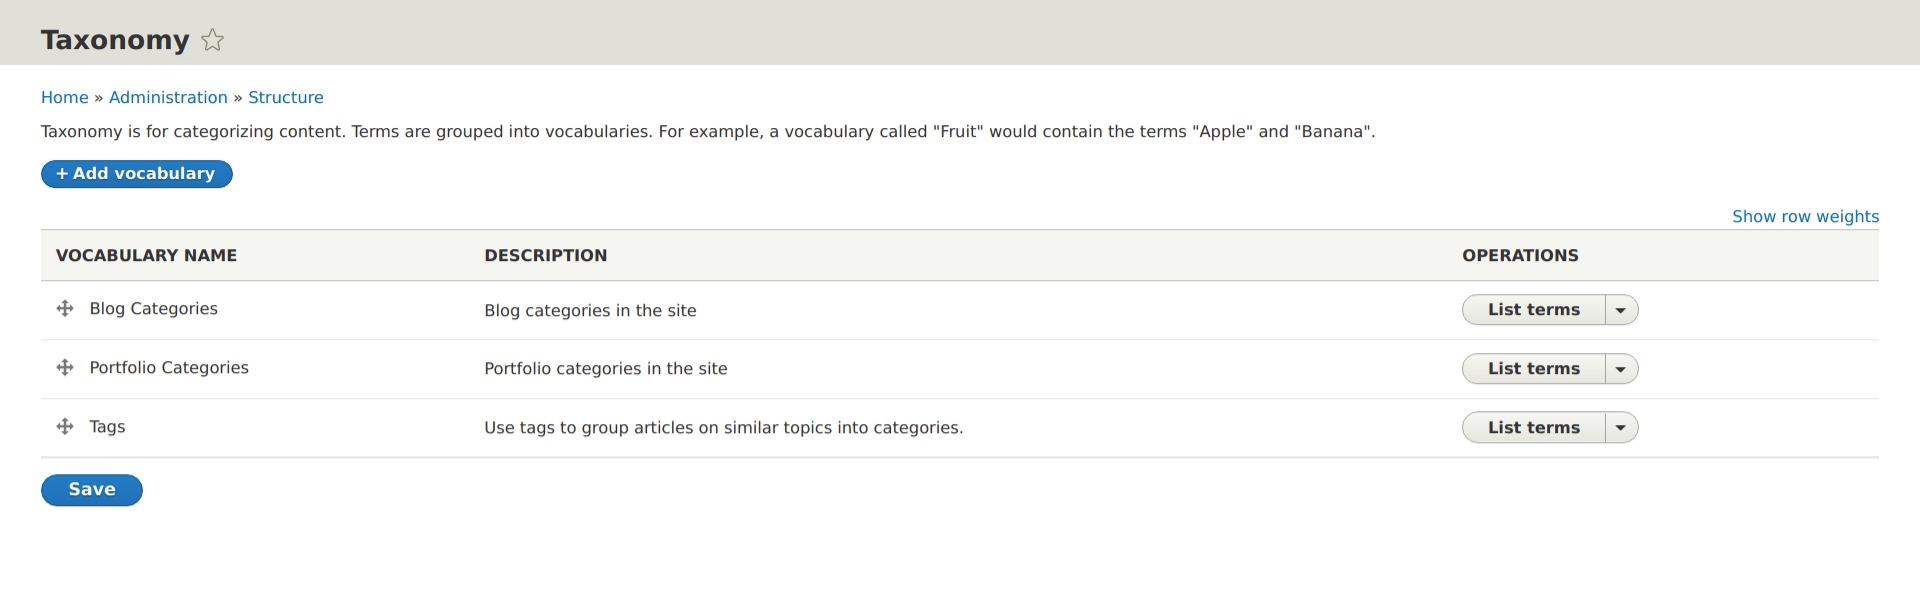 Taxonomy
Home » Administration » Structure
Taxonomy is for categorizing content. Terms are grouped into vocabularies. For example, a vocabulary called "Fruit" would contain the terms "Apple" and "Banana".
+ Add vocabulary
Show row weights
VOCABULARY NAME DESCRIPTION OPERATIONS
Blog Categories Blog categories in the site List terms
Portfolio Categories Portfolio categories in the site List terms
Tags Use tags to group articles on similar topics into categories. List terms
Save